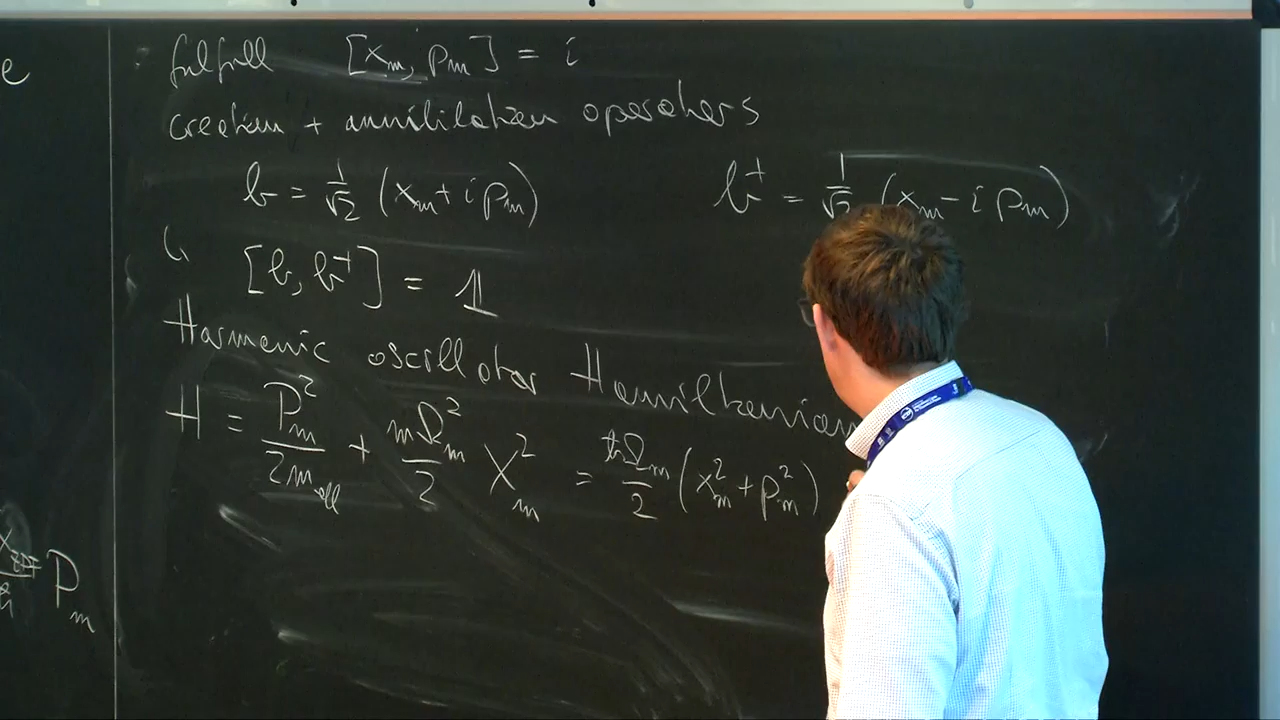 e
fulfill [x_m, p_m] = i
creation + annihilation operators
b = 1/√2 (x_m + i p_m) b† = 1/√2 (x_m - i p_m)
↳ [b, b†] = 𝟙
Harmonic oscillator Hamiltonian
H = P_m^2/2m_eff + mΩ_m^2/2 X_m^2 = ħΩ_m/2 (x_m^2 + p_m^2)
P_m